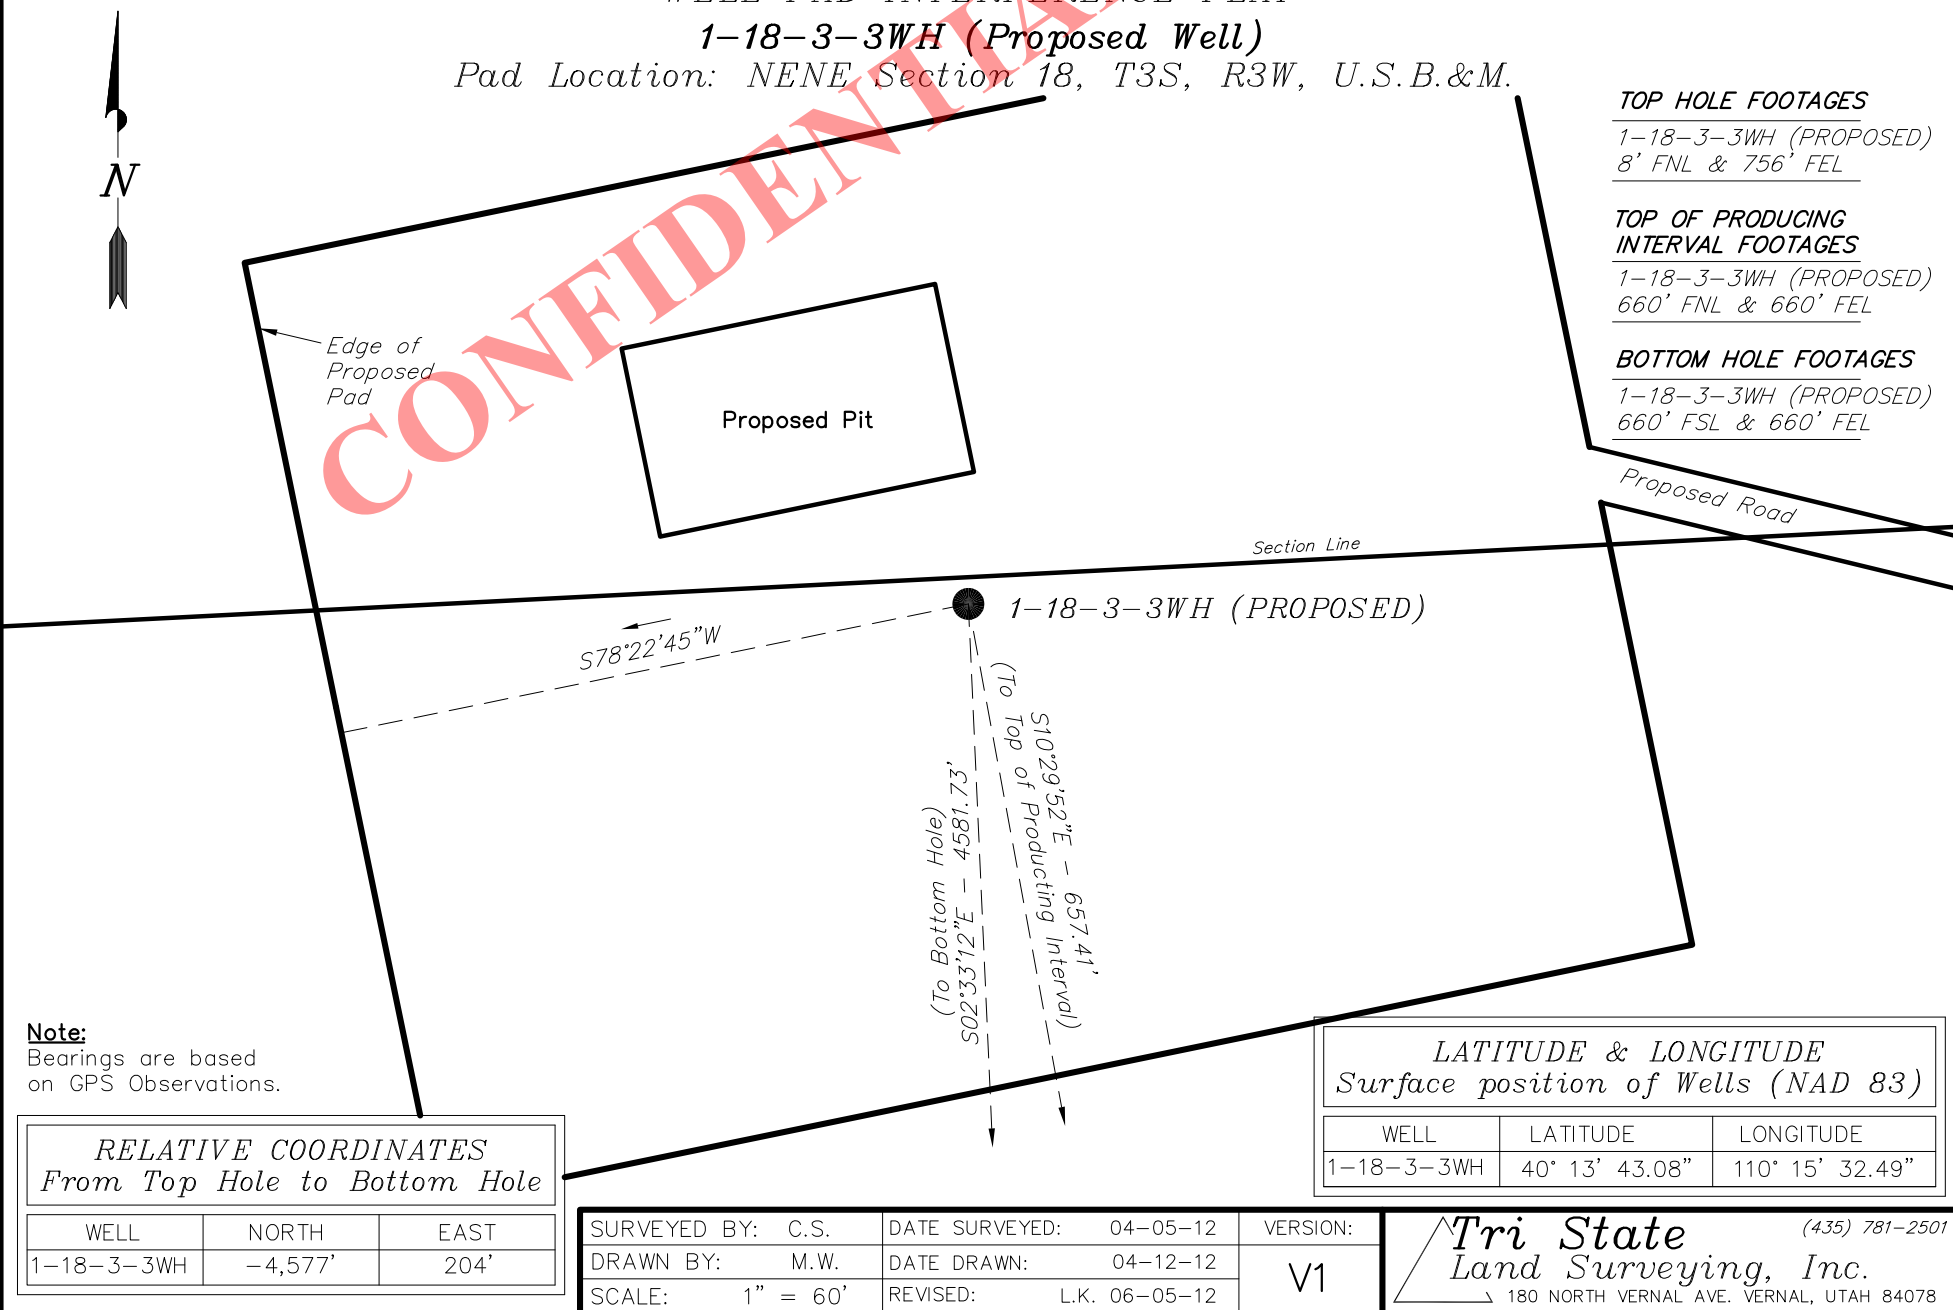 WELL PAD INTERFERENCE PLAT
1-18-3-3WH (Proposed Well)
Pad Location: NENE Section 18, T3S, R3W, U.S.B.&M.
CONFIDENTIA
N
TOP HOLE FOOTAGES
1-18-3-3WH (PROPOSED)
8' FNL & 756' FEL
TOP OF PRODUCING
INTERVAL FOOTAGES
1-18-3-3WH (PROPOSED)
660' FNL & 660' FEL
BOTTOM HOLE FOOTAGES
1-18-3-3WH (PROPOSED)
660' FSL & 660' FEL
Edge of
Proposed
Pad
Proposed Pit
Proposed Road
Section Line
1-18-3-3WH (PROPOSED)
S78°22'45"W
(To Bottom Hole)
S02°33'12"E - 4581.73'
S10°29'52"E - 657.41'
(To Top of Producting Interval)
Note:
Bearings are based
on GPS Observations.
RELATIVE COORDINATES
From Top Hole to Bottom Hole
WELL NORTH EAST
1-18-3-3WH -4,577' 204'
LATITUDE & LONGITUDE
Surface position of Wells (NAD 83)
WELL LATITUDE LONGITUDE
1-18-3-3WH 40° 13' 43.08" 110° 15' 32.49"
SURVEYED BY: C.S. DATE SURVEYED: 04-05-12 VERSION:
DRAWN BY: M.W. DATE DRAWN: 04-12-12 V1
SCALE: 1" = 60' REVISED: L.K. 06-05-12
Tri State (435) 781-2501
Land Surveying, Inc.
180 NORTH VERNAL AVE. VERNAL, UTAH 84078